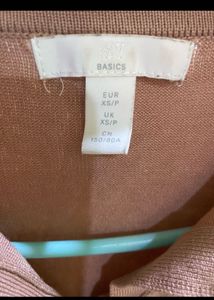 H&M
BASICS
EUR
XS/P
UK
XS/P
CN
150/80A